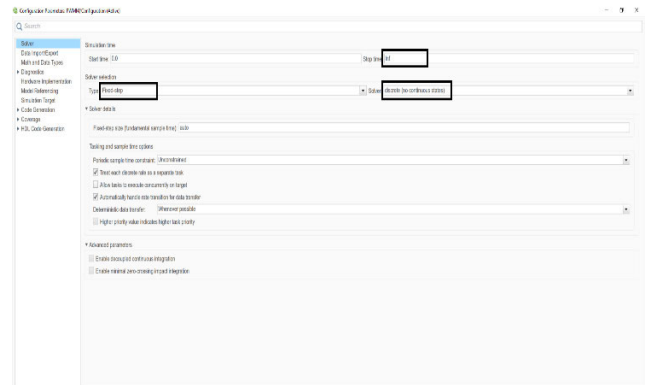 Configuration Parameters: PWMN/Configuration (Active)
Search
Solver
Data Import/Export
Math and Data Types
Diagnostics
Hardware Implementation
Model Referencing
Simulation Target
Code Generation
Coverage
HDL Code Generation
Simulation time
Start time: 0.0 Stop time: inf
Solver selection
Type: Fixed-step Solver: discrete (no continuous states)
Solver details
Fixed-step size (fundamental sample time): auto
Tasking and sample time options
Periodic sample time constraint: Unconstrained
Treat each discrete rate as a separate task
Allow tasks to execute concurrently on target
Automatically handle rate transition for data transfer
Deterministic data transfer: Whenever possible
Higher priority value indicates higher task priority
Advanced parameters
Enable decoupled continuous integration
Enable minimal zero-crossing impact integration